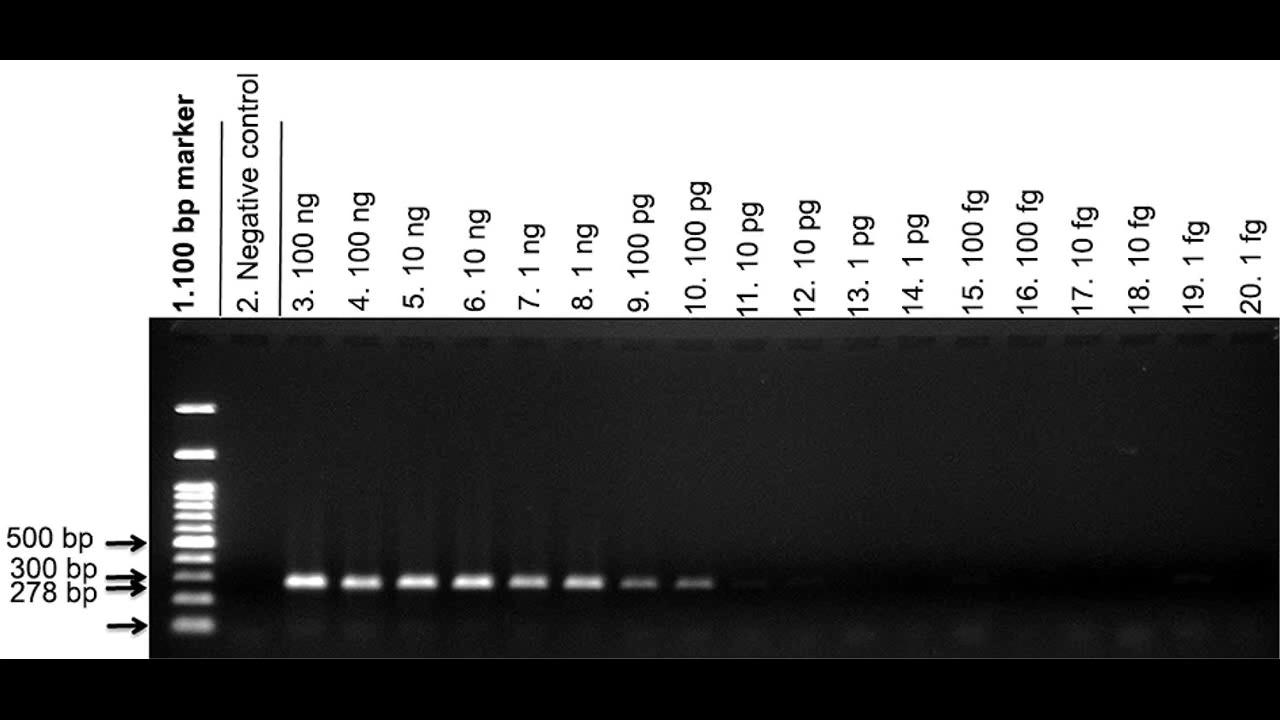 1.100 bp marker
2. Negative control
3. 100 ng
4. 100 ng
5. 10 ng
6. 10 ng
7. 1 ng
8. 1 ng
9. 100 pg
10. 100 pg
11. 10 pg
12. 10 pg
13. 1 pg
14. 1 pg
15. 100 fg
16. 100 fg
17. 10 fg
18. 10 fg
19. 1 fg
20. 1 fg
500 bp
300 bp
278 bp